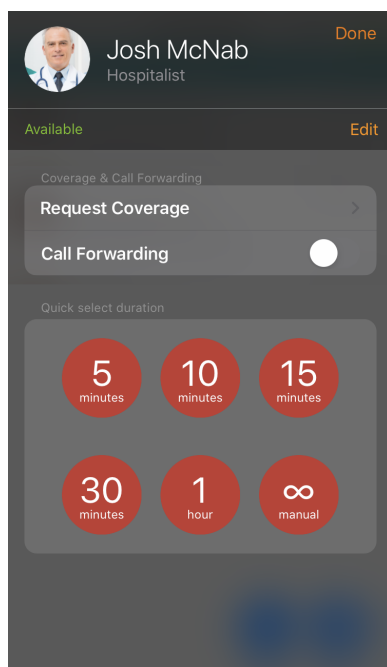 Done
Josh McNab
Hospitalist
Available
Edit
Coverage & Call Forwarding
Request Coverage
Call Forwarding
Quick select duration
5 10 15
minutes minutes minutes
30 1 ∞
minutes hour manual